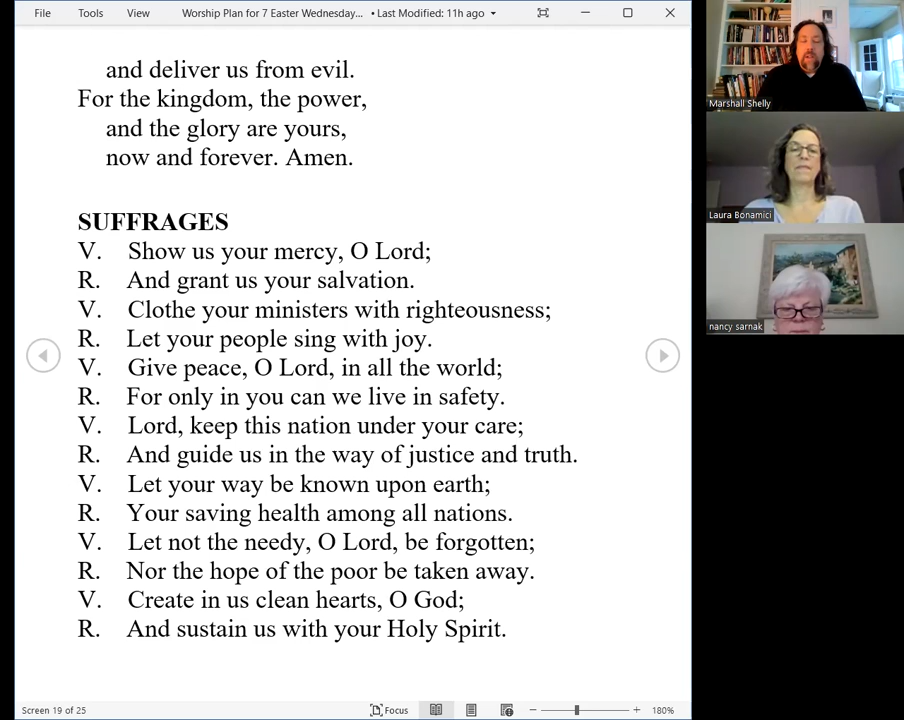 File Tools View Worship Plan for 7 Easter Wednesday... • Last Modified: 11h ago
and deliver us from evil.
For the kingdom, the power,
and the glory are yours,
now and forever. Amen.
SUFFRAGES
V. Show us your mercy, O Lord;
R. And grant us your salvation.
V. Clothe your ministers with righteousness;
R. Let your people sing with joy.
V. Give peace, O Lord, in all the world;
R. For only in you can we live in safety.
V. Lord, keep this nation under your care;
R. And guide us in the way of justice and truth.
V. Let your way be known upon earth;
R. Your saving health among all nations.
V. Let not the needy, O Lord, be forgotten;
R. Nor the hope of the poor be taken away.
V. Create in us clean hearts, O God;
R. And sustain us with your Holy Spirit.
Screen 19 of 25 Focus 180%
Marshall Shelly
Laura Bonamici
nancy sarnak